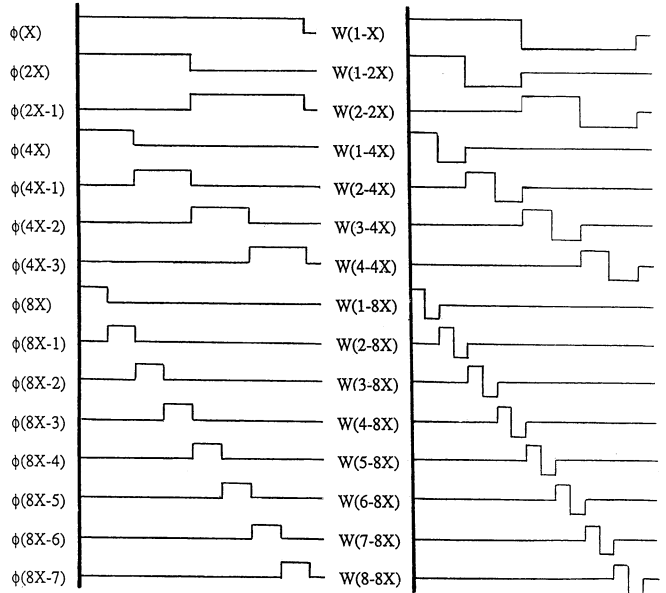 ϕ(X) W(1-X)
ϕ(2X) W(1-2X)
ϕ(2X-1) W(2-2X)
ϕ(4X) W(1-4X)
ϕ(4X-1) W(2-4X)
ϕ(4X-2) W(3-4X)
ϕ(4X-3) W(4-4X)
ϕ(8X) W(1-8X)
ϕ(8X-1) W(2-8X)
ϕ(8X-2) W(3-8X)
ϕ(8X-3) W(4-8X)
ϕ(8X-4) W(5-8X)
ϕ(8X-5) W(6-8X)
ϕ(8X-6) W(7-8X)
ϕ(8X-7) W(8-8X)